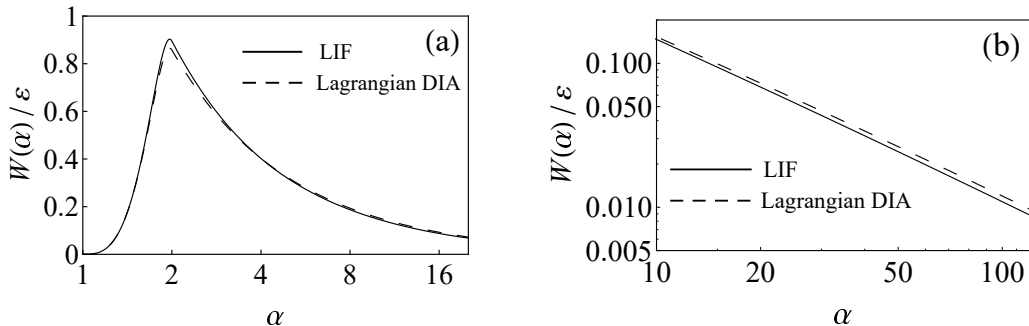 (a)
W(α) / ε
1
0.8
0.6
0.4
0.2
0
LIF
Lagrangian DIA
1 2 4 8 16
α
(b)
W(α) / ε
0.100
0.050
0.010
0.005
LIF
Lagrangian DIA
10 20 50 100
α